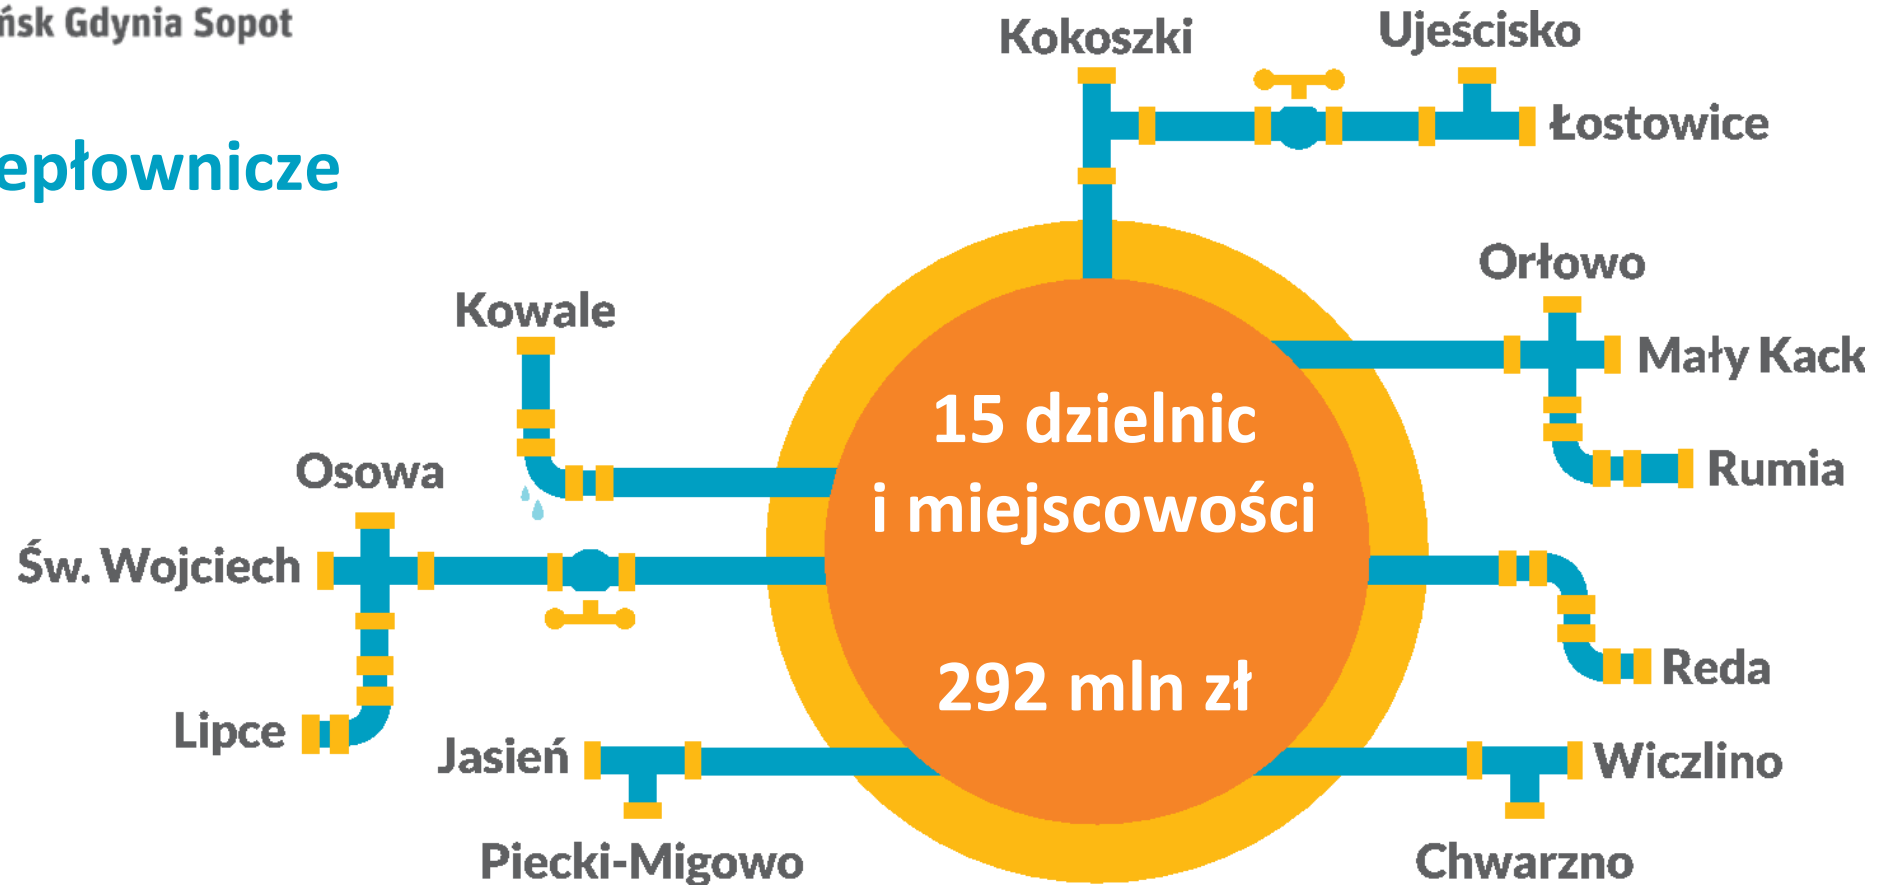 ńsk Gdynia Sopot
Kokoszki
Ujeścisko
Łostowice
epłownicze
Orłowo
Kowale
Mały Kack
15 dzielnic
i miejscowości
Osowa
Rumia
Św. Wojciech
292 mln zł
Reda
Lipce
Jasień
Wiczlino
Piecki-Migowo
Chwarzno